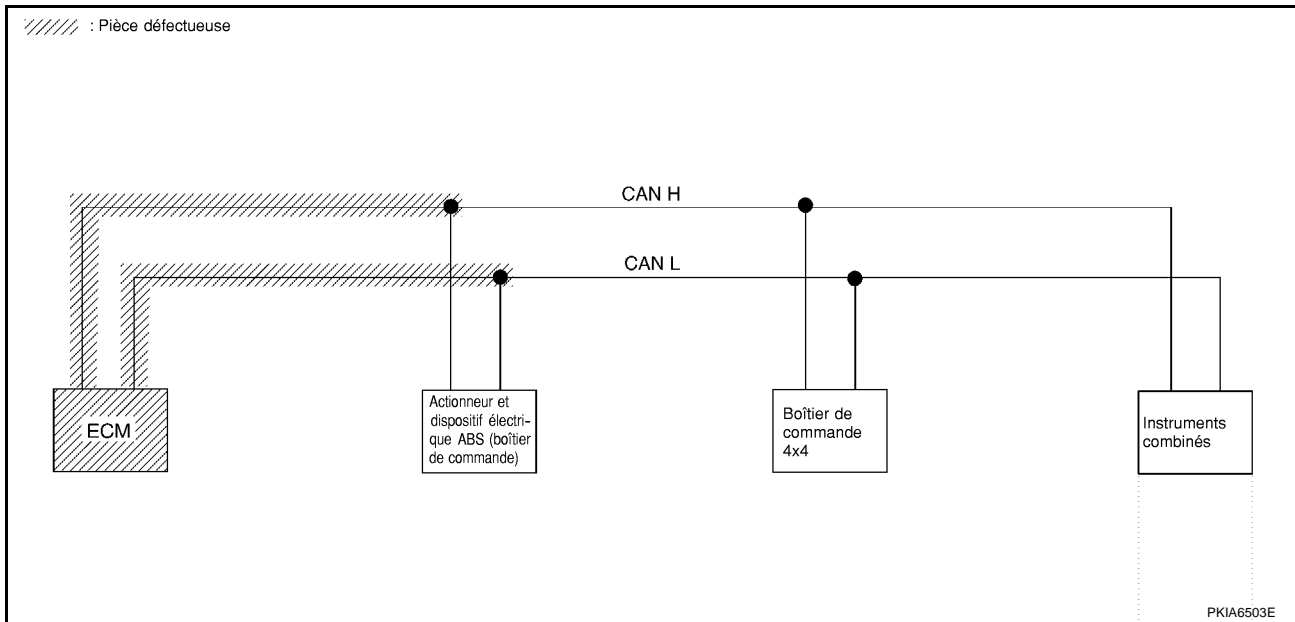 : Pièce défectueuse
CAN H
CAN L
ECM
Actionneur et
dispositif électri-
que ABS (boîtier
de commande)
Boîtier de
commande
4x4
Instruments
combinés
PKIA6503E